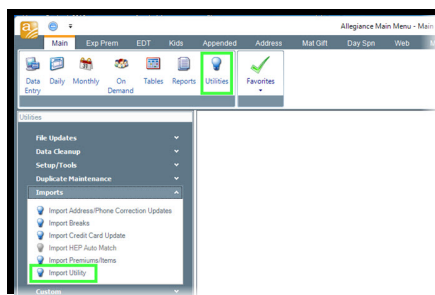 a
Allegiance Main Menu - Main
Main Exp Prem EDT Kids Appended Address Mat Gift Day Spn Web
Data Entry Daily Monthly On Demand Tables Reports Utilities Favorites
Utilities
File Updates
Data Cleanup
Setup/Tools
Duplicate Maintenance
Imports
Import Address/Phone Correction Updates
Import Breaks
Import Credit Card Update
Import HEP Auto Match
Import Premiums/Items
Import Utility
Custom